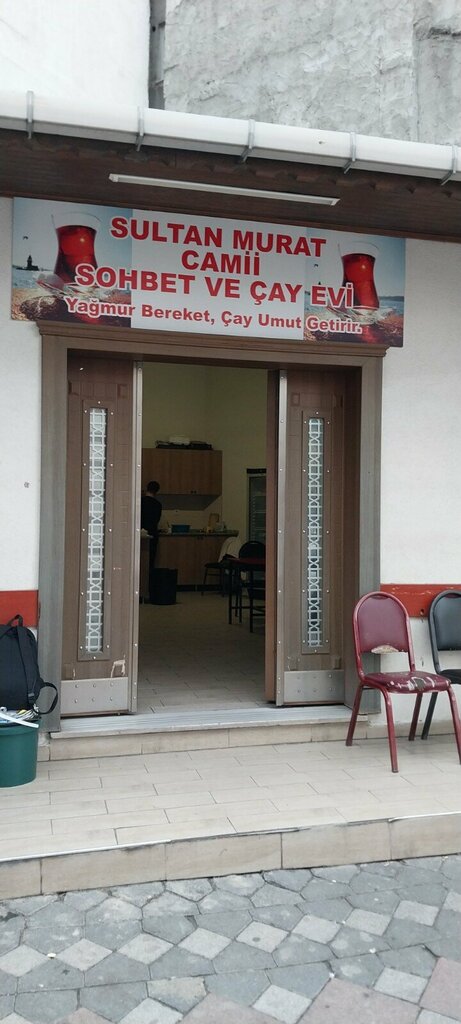 SULTAN MURAT
CAMİİ
SOHBET VE ÇAY EVİ
Yağmur Bereket, Çay Umut Getirir.